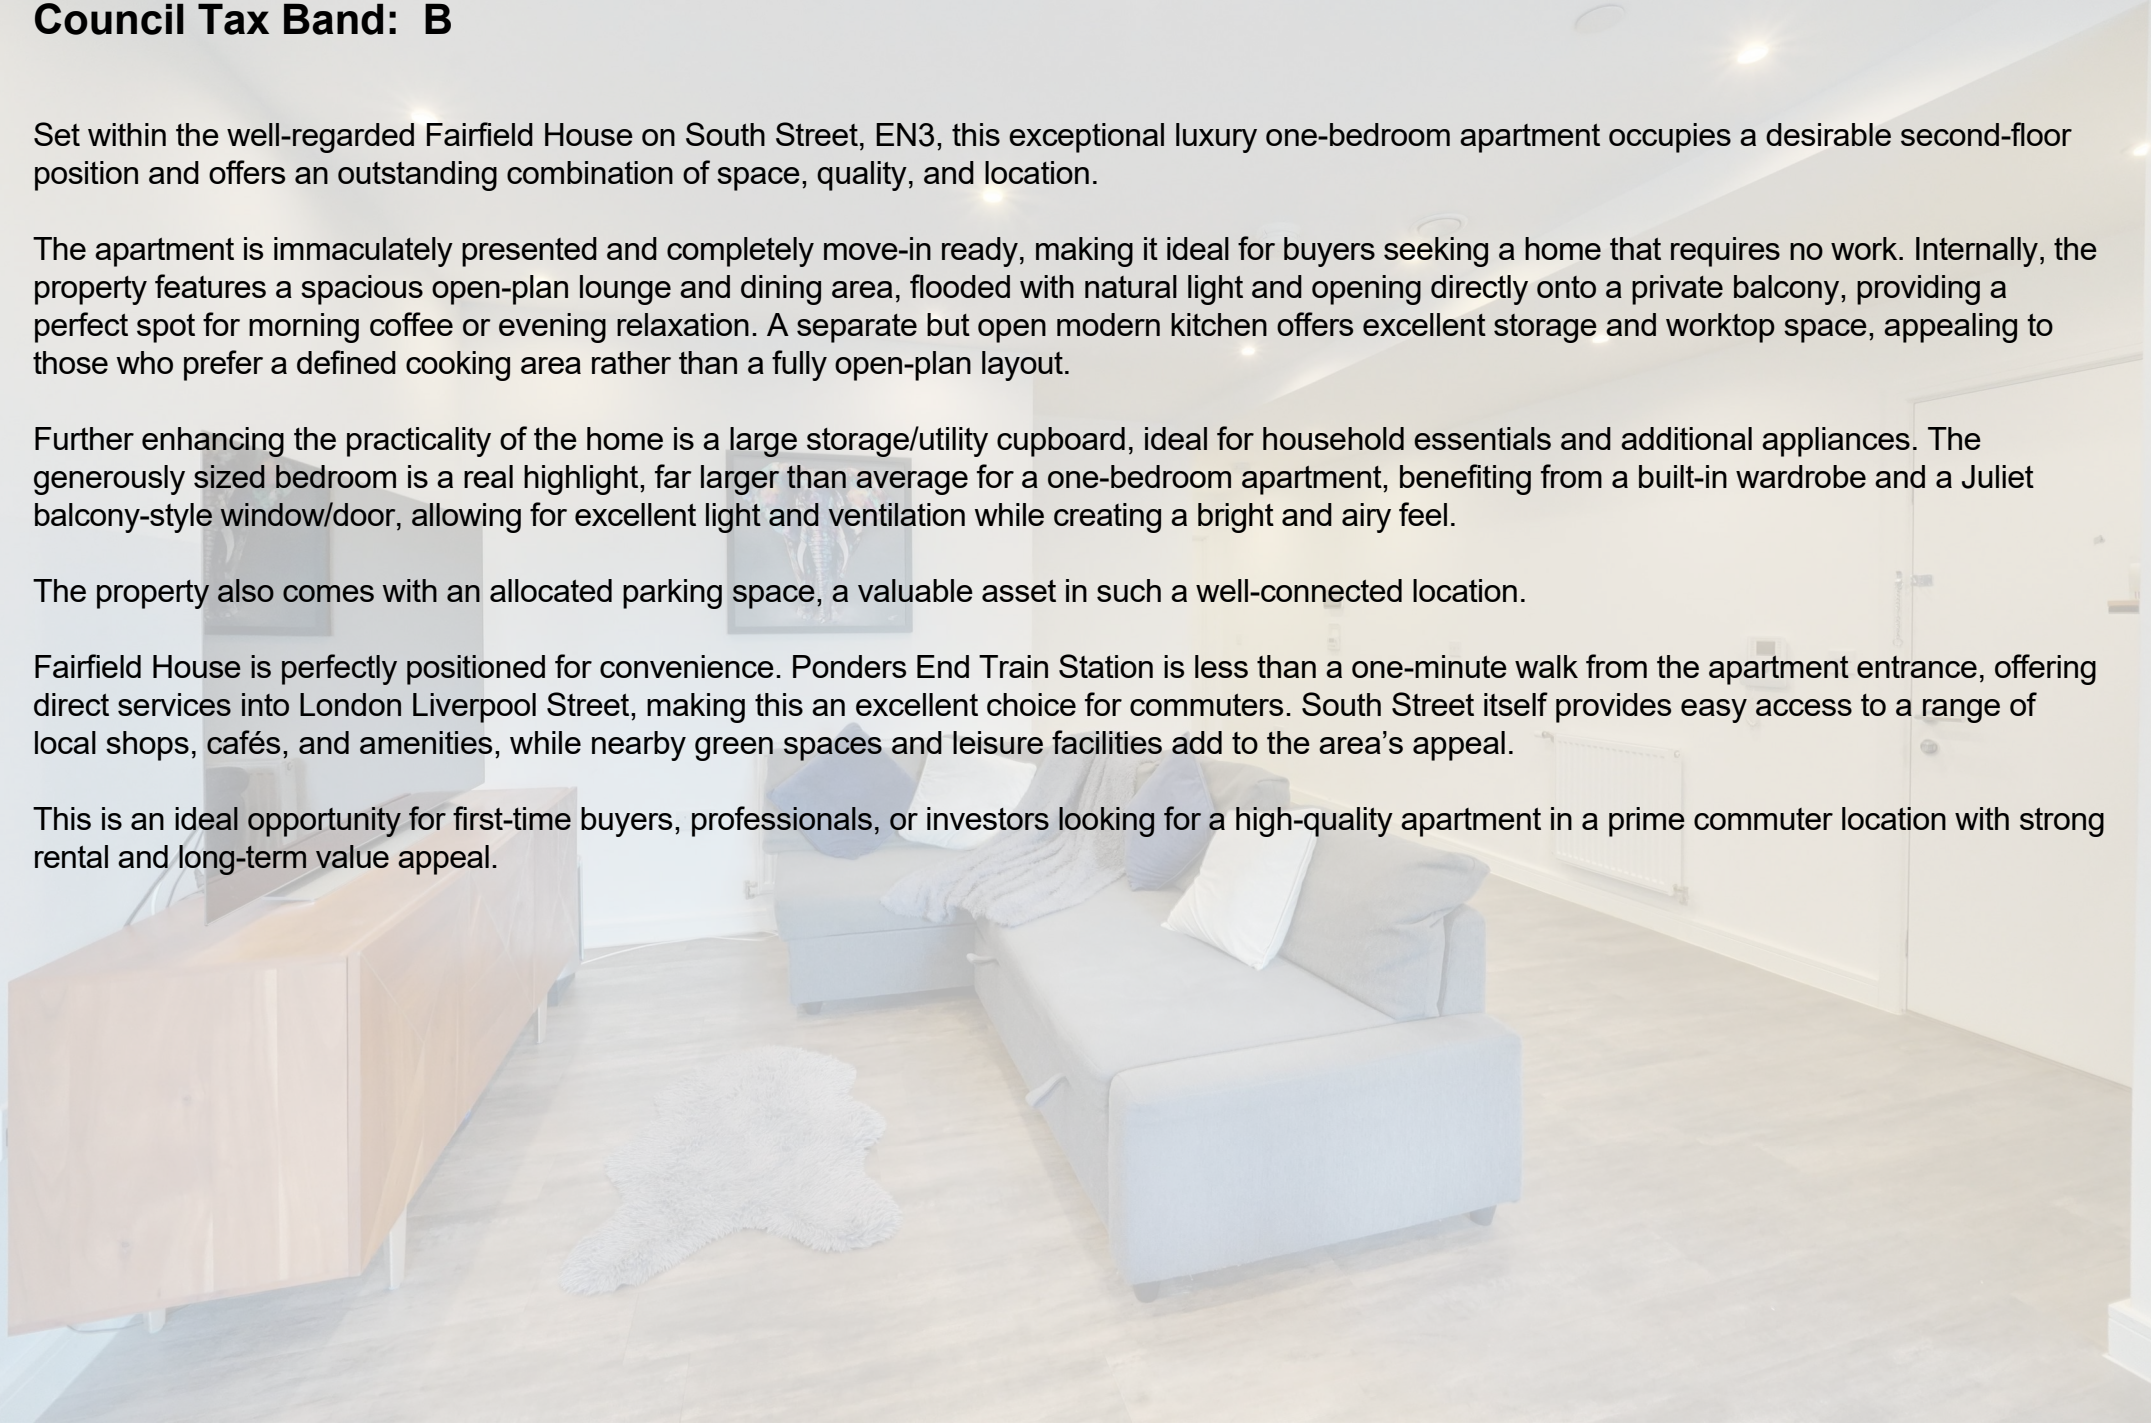 Council Tax Band: B
Set within the well-regarded Fairfield House on South Street, EN3, this exceptional luxury one-bedroom apartment occupies a desirable second-floor
position and offers an outstanding combination of space, quality, and location.
The apartment is immaculately presented and completely move-in ready, making it ideal for buyers seeking a home that requires no work. Internally, the
property features a spacious open-plan lounge and dining area, flooded with natural light and opening directly onto a private balcony, providing a
perfect spot for morning coffee or evening relaxation. A separate but open modern kitchen offers excellent storage and worktop space, appealing to
those who prefer a defined cooking area rather than a fully open-plan layout.
Further enhancing the practicality of the home is a large storage/utility cupboard, ideal for household essentials and additional appliances. The
generously sized bedroom is a real highlight, far larger than average for a one-bedroom apartment, benefiting from a built-in wardrobe and a Juliet
balcony-style window/door, allowing for excellent light and ventilation while creating a bright and airy feel.
The property also comes with an allocated parking space, a valuable asset in such a well-connected location.
Fairfield House is perfectly positioned for convenience. Ponders End Train Station is less than a one-minute walk from the apartment entrance, offering
direct services into London Liverpool Street, making this an excellent choice for commuters. South Street itself provides easy access to a range of
local shops, cafés, and amenities, while nearby green spaces and leisure facilities add to the area’s appeal.
This is an ideal opportunity for first-time buyers, professionals, or investors looking for a high-quality apartment in a prime commuter location with strong
rental and long-term value appeal.